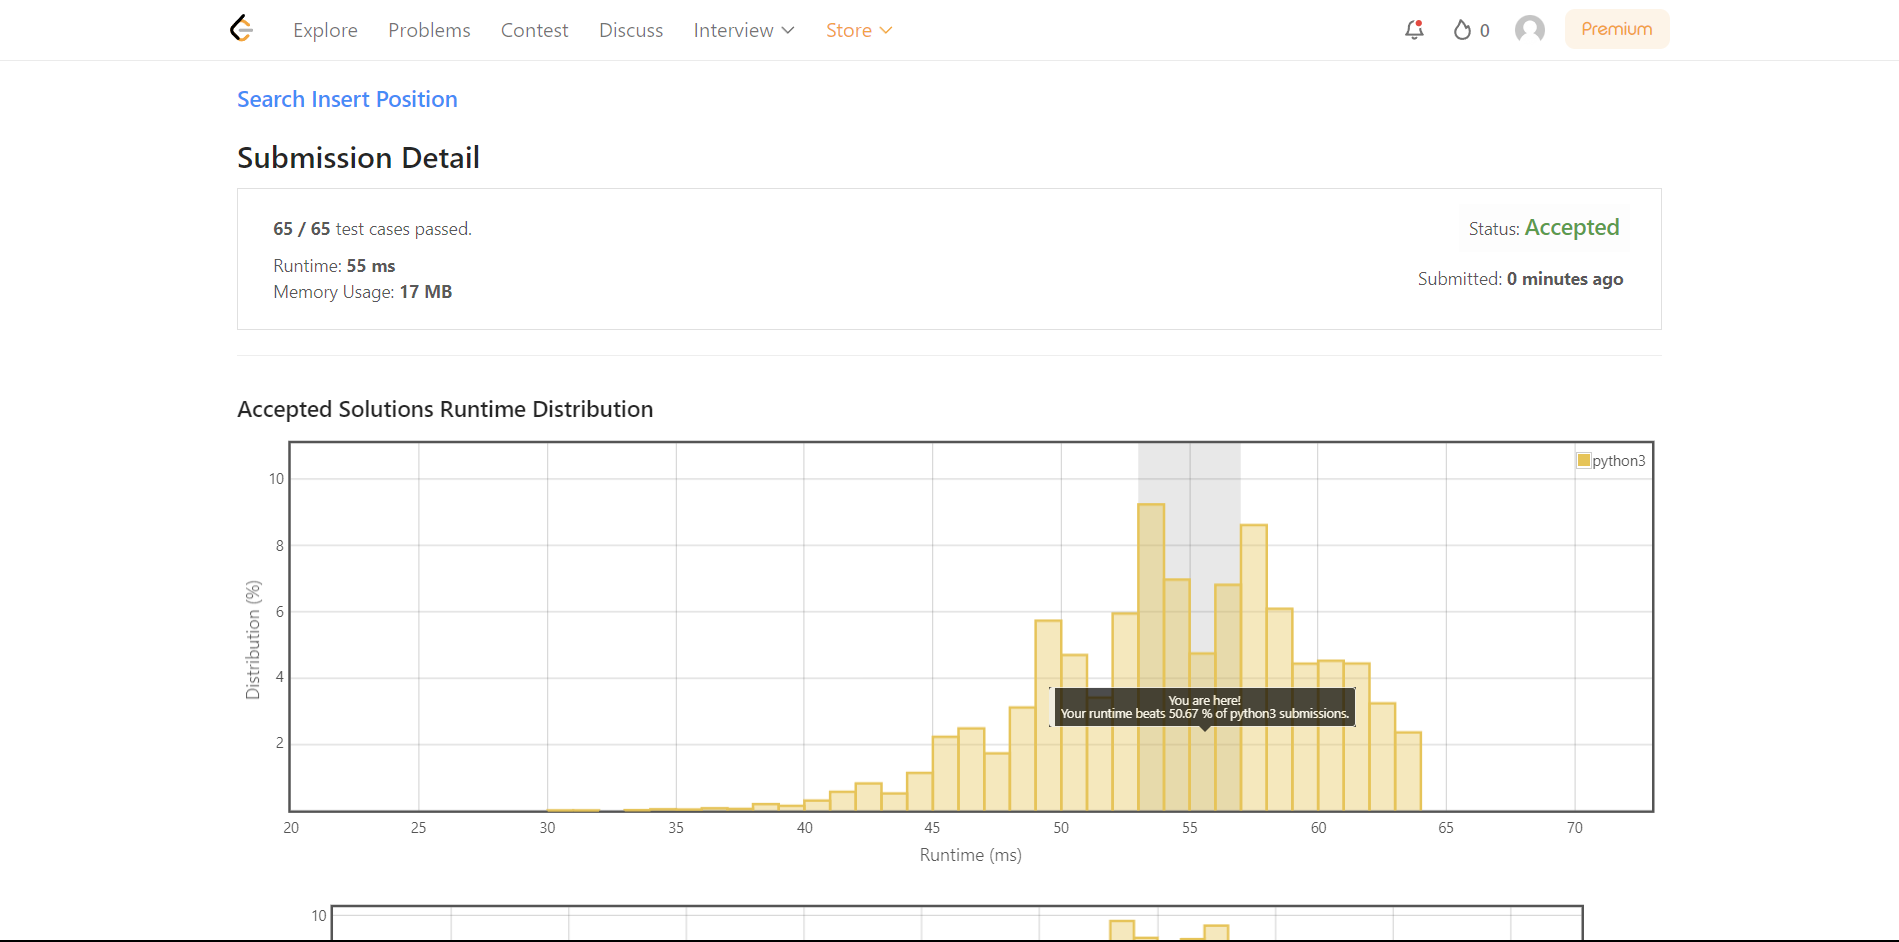 Explore Problems Contest Discuss Interview Store 0 Premium
Search Insert Position
Submission Detail
65 / 65 test cases passed.
Status: Accepted
Runtime: 55 ms
Submitted: 0 minutes ago
Memory Usage: 17 MB
Accepted Solutions Runtime Distribution
python3
10
8
6
4
2
Distribution (%)
You are here!
Your runtime beats 50.67 % of python3 submissions.
20 25 30 35 40 45 50 55 60 65 70
Runtime (ms)
10